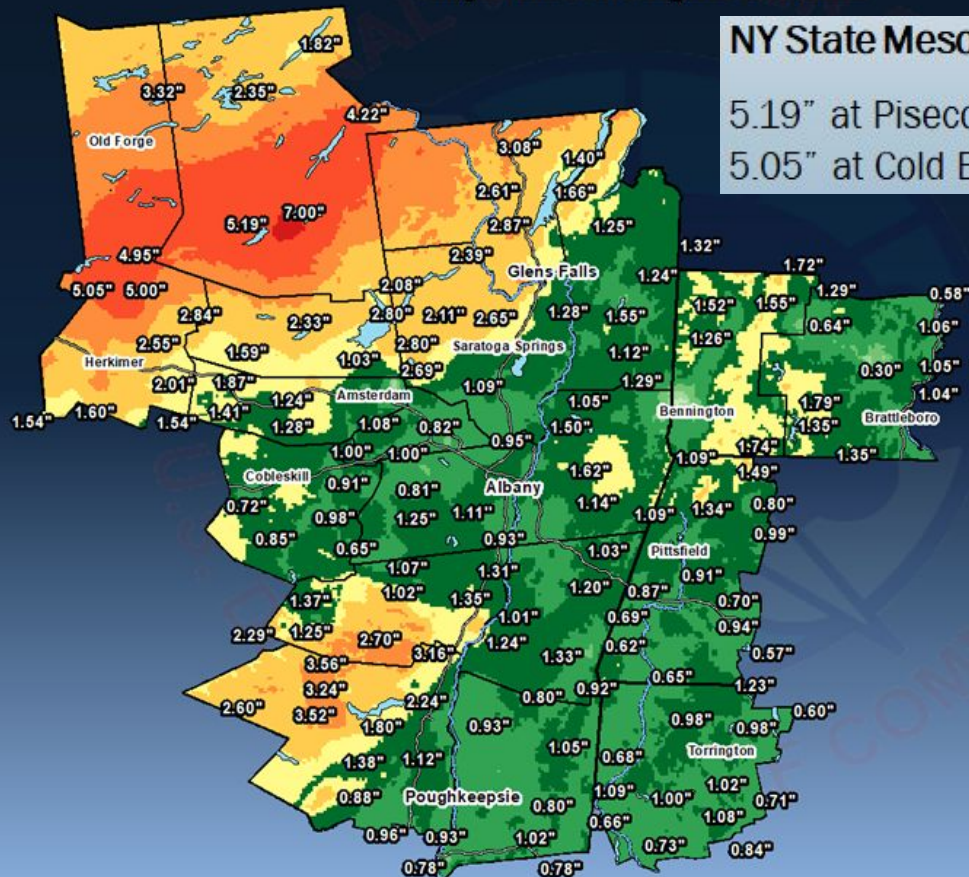 NY State
5.19" at
5.05" at Cold
1.82"
3.32" 2.35"
4.22"
Old Forge
3.08"
1.40"
2.61" 1.66"
7.00"
5.19" 2.87" 1.25"
4.95" 2.39" 1.32"
Glens Falls 1.24" 1.72"
5.05" 5.00" 2.08" 1.29" 0.58"
2.84" 2.33" 2.80" 2.11" 2.65" 1.28" 1.55" 1.52" 1.55" 0.64" 1.06"
2.55" 1.59" 1.03" 2.80" Saratoga Springs 1.12" 1.26"
Herkimer 2.69" 0.30" 1.05"
2.01" 1.87" 1.24" Amsterdam 1.09" 1.29" 1.04"
1.54" 1.60" 1.54" 1.41" 1.28" 1.08" 0.82" 1.05" Bennington 1.79" Brattleboro
1.00" 1.00" 0.95" 1.50" 1.35"
1.74" 1.35"
Cobleskill 0.91" 0.81" Albany 1.62" 1.09" 1.49"
0.72" 0.98" 1.25" 1.11" 1.14" 1.09" 1.34" 0.80"
0.85" 0.65" 0.93" 1.03" Pittsfield 0.99"
1.07" 1.31" 0.91"
1.37" 1.02" 1.35" 1.20" 0.87" 0.70"
2.29" 1.25" 2.70" 1.01" 0.69" 0.94"
3.56" 3.16" 1.24" 1.33" 0.62" 0.57"
3.24" 0.65"
2.60" 3.52" 2.24" 0.80" 0.92" 1.23" 0.60"
1.80" 0.93" 0.98" 0.98"
1.38" 1.12" 1.05" 0.68" Torrington
0.88" Poughkeepsie 0.80" 1.09" 1.00" 1.02" 0.71"
0.96" 0.93" 1.02" 0.66" 1.08"
0.78" 0.78" 0.73" 0.84"